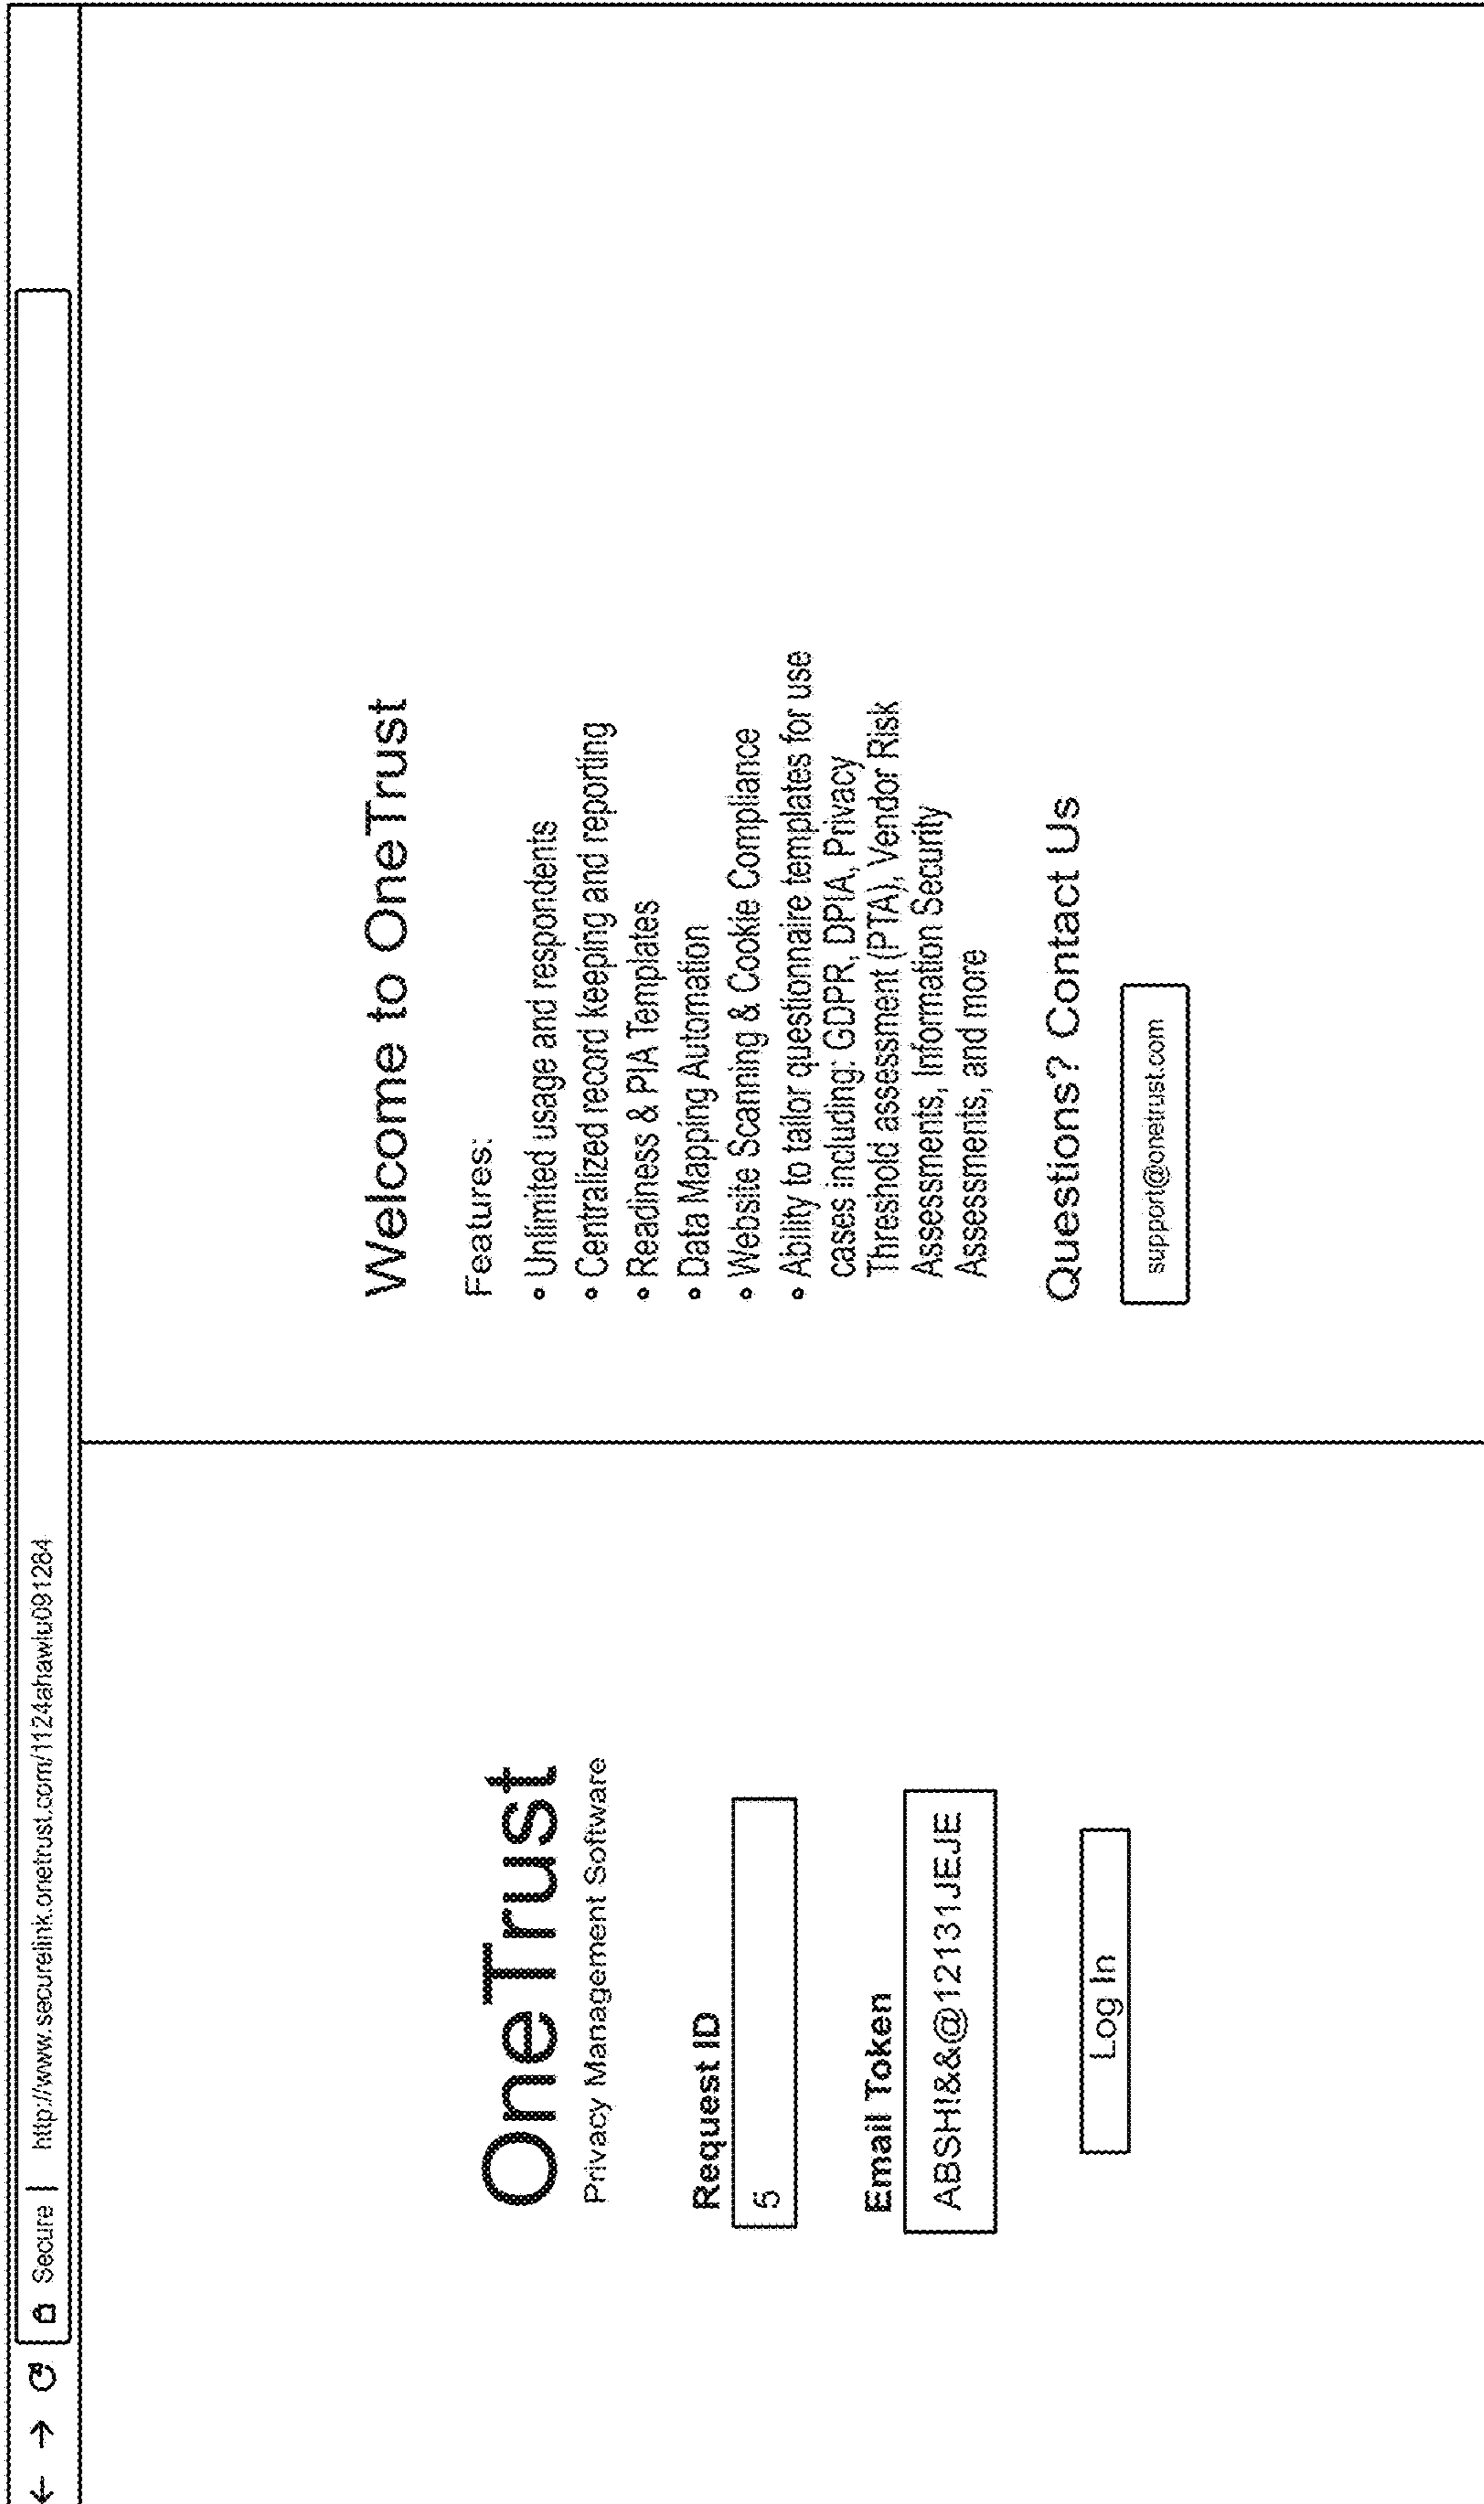 Secure | http://www.securelink.onetrust.com/1124ahawiu091284
OneTrust
Privacy Management Software
Request ID
5
Email Token
ABSHI&&@12131JEJE
Log In
Welcome to OneTrust
Features:
• Unlimited usage and respondents
• Centralized record keeping and reporting
• Readiness & PIA Templates
• Data Mapping Automation
• Website Scanning & Cookie Compliance
• Ability to tailor questionnaire templates for use
cases including: GDPR, DPIA, Privacy
Threshold assessment (PTA), Vendor Risk
Assessments, Information Security
Assessments, and more
Questions? Contact Us
support@onetrust.com